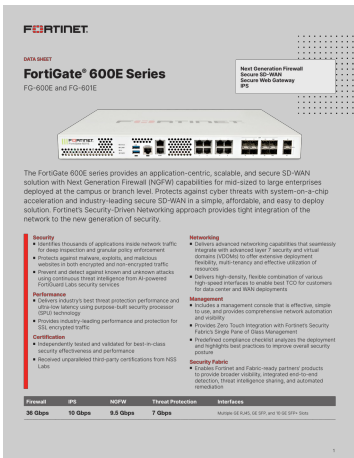 FORTINET
DATA SHEET
FortiGate® 600E Series
FG-600E and FG-601E
Next Generation Firewall
Secure SD-WAN
Secure Web Gateway
IPS
FORTINET
The FortiGate 600E series provides an application-centric, scalable, and secure SD-WAN
solution with Next Generation Firewall (NGFW) capabilities for mid-sized to large enterprises
deployed at the campus or branch level. Protects against cyber threats with system-on-a-chip
acceleration and industry-leading secure SD-WAN in a simple, affordable, and easy to deploy
solution. Fortinet's Security-Driven Networking approach provides tight integration of the
network to the new generation of security.
Security
Identifies thousands of applications inside network traffic
for deep inspection and granular policy enforcement
Protects against malware, exploits, and malicious
websites in both encrypted and non-encrypted traffic
Prevent and detect against known and unknown attacks
using continuous threat intelligence from AI-powered
FortiGuard Labs security services
Performance
Delivers industry's best threat protection performance and
ultra-low latency using purpose-built security processor
(SPU) technology
Provides industry-leading performance and protection for
SSL encrypted traffic
Certification
Independently tested and validated for best-in-class
security effectiveness and performance
Received unparalleled third-party certifications from NSS
Labs
Networking
Delivers advanced networking capabilities that seamlessly
integrate with advanced layer 7 security and virtual
domains (VDOMs) to offer extensive deployment
flexibility, multi-tenancy and effective utilization of
resources
Delivers high-density, flexible combination of various
high-speed interfaces to enable best TCO for customers
for data center and WAN deployments
Management
Includes a management console that is effective, simple
to use, and provides comprehensive network automation
and visibility
Provides Zero Touch Integration with Fortinet's Security
Fabric's Single Pane of Glass Management
Predefined compliance checklist analyzes the deployment
and highlights best practices to improve overall security
posture
Security Fabric
Enables Fortinet and Fabric-ready partners' products
to provide broader visibility, integrated end-to-end
detection, threat intelligence sharing, and automated
remediation
Firewall IPS NGFW Threat Protection Interfaces
36 Gbps 10 Gbps 9.5 Gbps 7 Gbps Multiple GE RJ45, GE SFP, and 10 GE SFP+ Slots
1